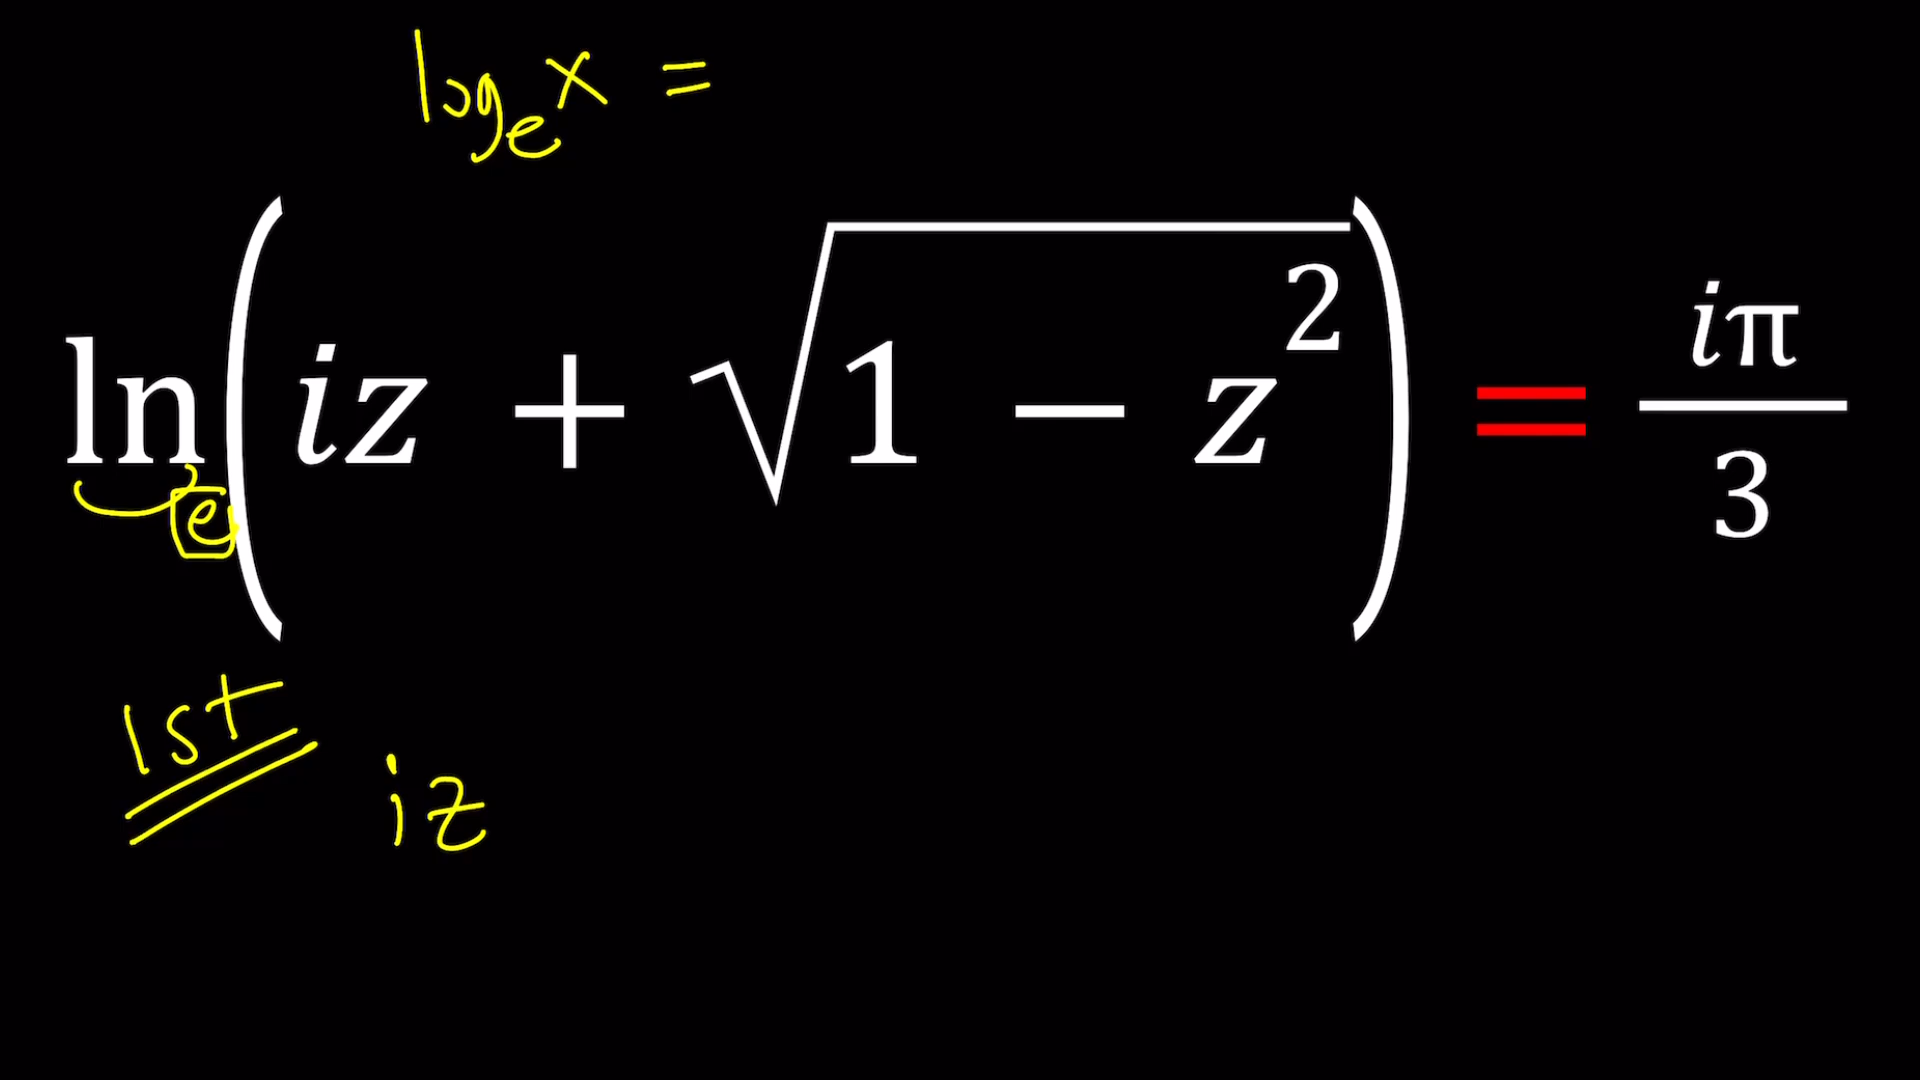 logₑx =
ln(iz + √(1 − z²)) = iπ/3
e
1st iz